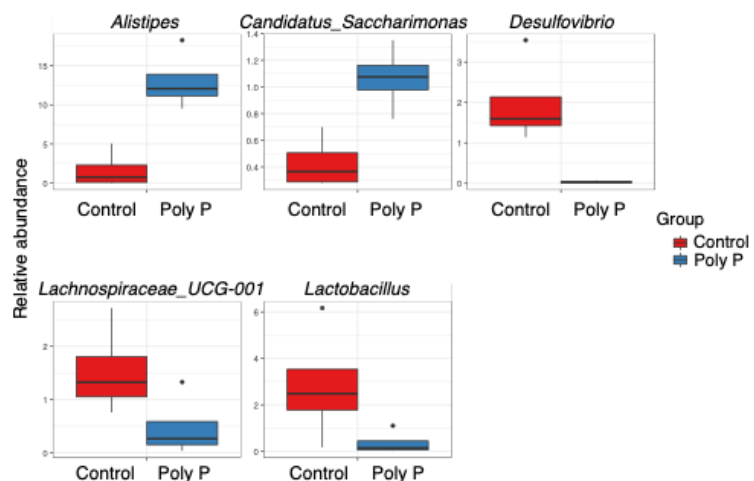 Alistipes
Candidatus_Saccharimonas
Desulfovibrio
15
10
5
0
1.4
1.2
1.0
0.8
0.6
0.4
3
2
1
0
Control Poly P
Control Poly P
Control Poly P
Relative abundance
Group
Control
Poly P
Lachnospiraceae_UCG-001
Lactobacillus
2
1
0
6
4
2
0
Control Poly P
Control Poly P